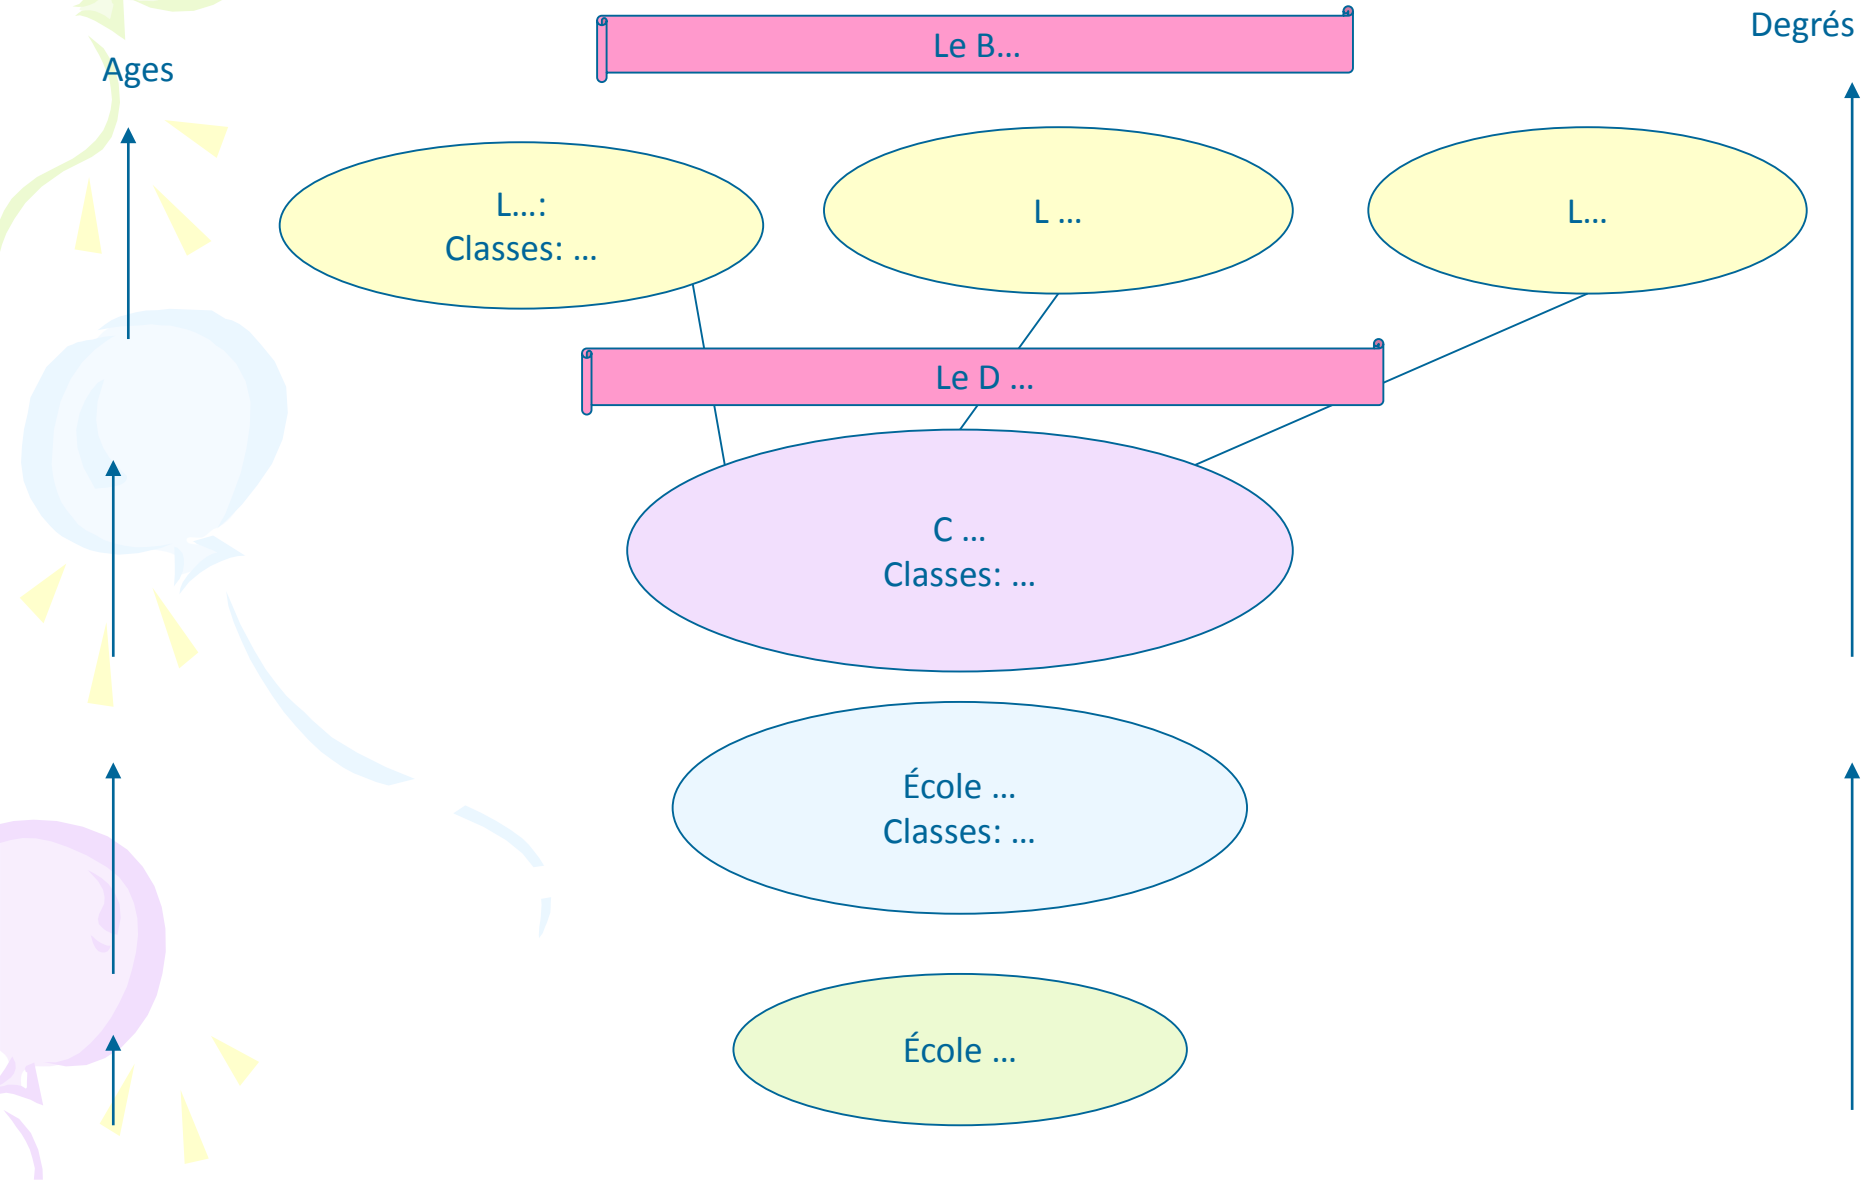 Le B...
Degrés
Ages
L...:
Classes: ...
L ...
L...
Le D ...
C ...
Classes: ...
École ...
Classes: ...
École ...